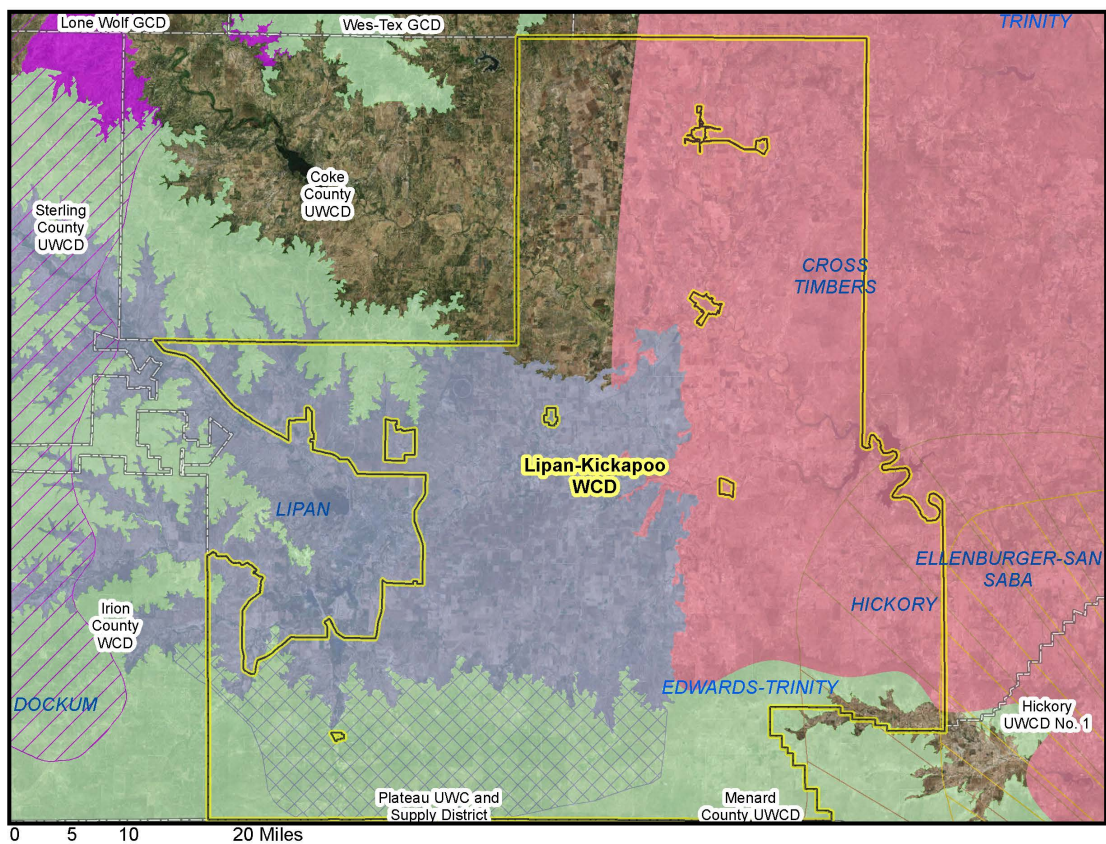 Lone Wolf GCD
Wes-Tex GCD
TRINITY
Coke
County
UWCD
Sterling
County
UWCD
CROSS
TIMBERS
Lipan-Kickapoo
WCD
LIPAN
ELLENBURGER-SAN
SABA
HICKORY
Irion
County
WCD
EDWARDS-TRINITY
DOCKUM
Hickory
UWCD No. 1
Plateau UWC and
Supply District
Menard
County UWCD
0 5 10 20 Miles